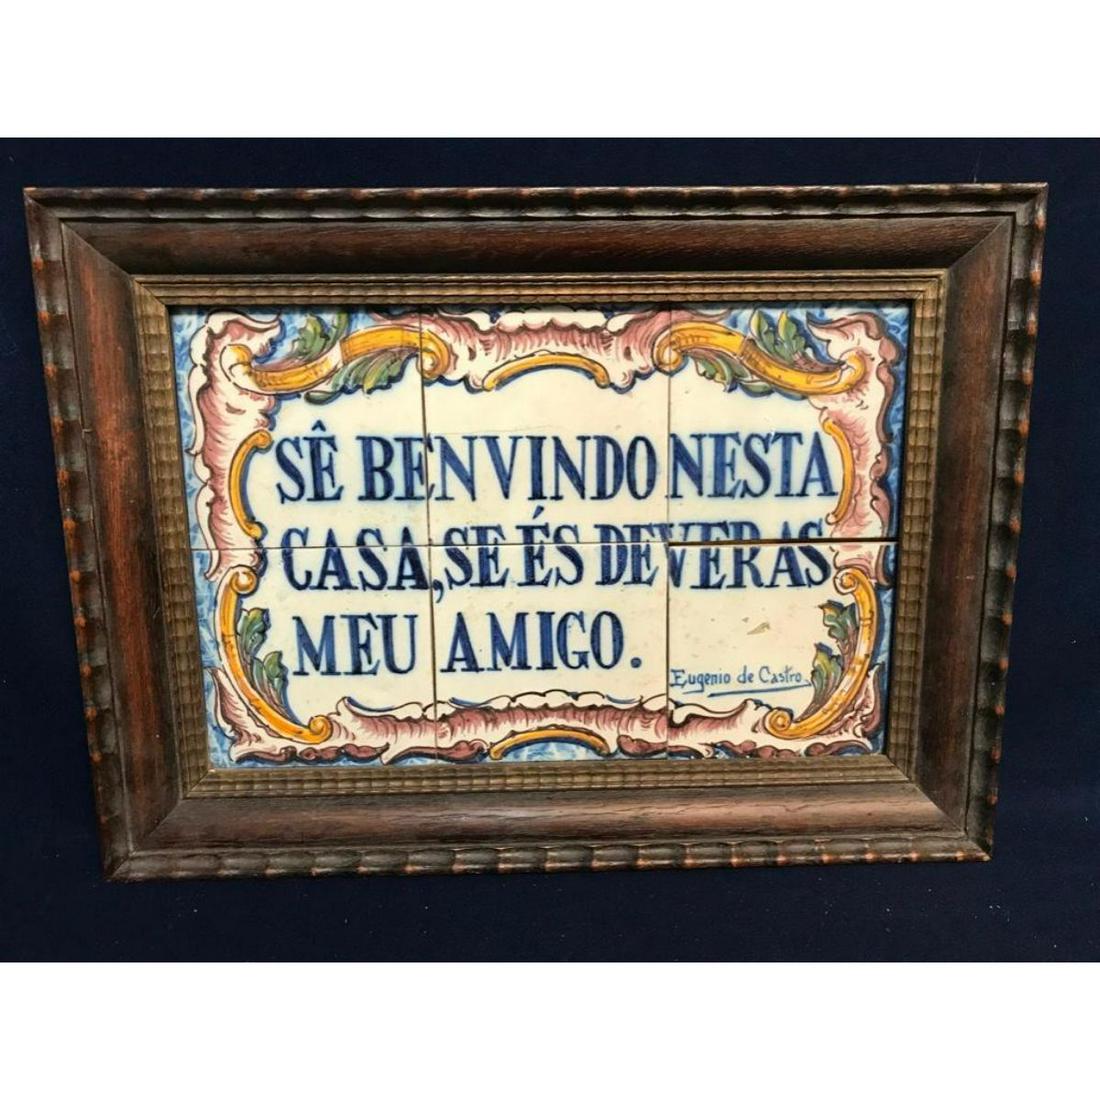 SÊ BENVINDO NESTA
CASA, SE ÉS DEVERAS
MEU AMIGO.
Eugenio de Castro